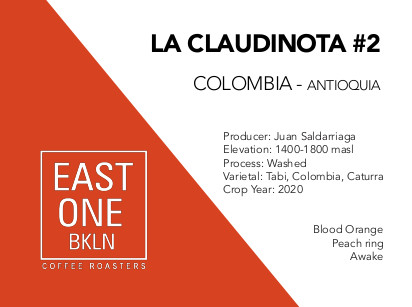 LA CLAUDINOTA #2
COLOMBIA - ANTIOQUIA
Producer: Juan Saldarriaga
Elevation: 1400-1800 masl
Process: Washed
Varietal: Tabi, Colombia, Caturra
Crop Year: 2020
EAST
ONE
BKLN
COFFEE ROASTERS
Blood Orange
Peach ring
Awake